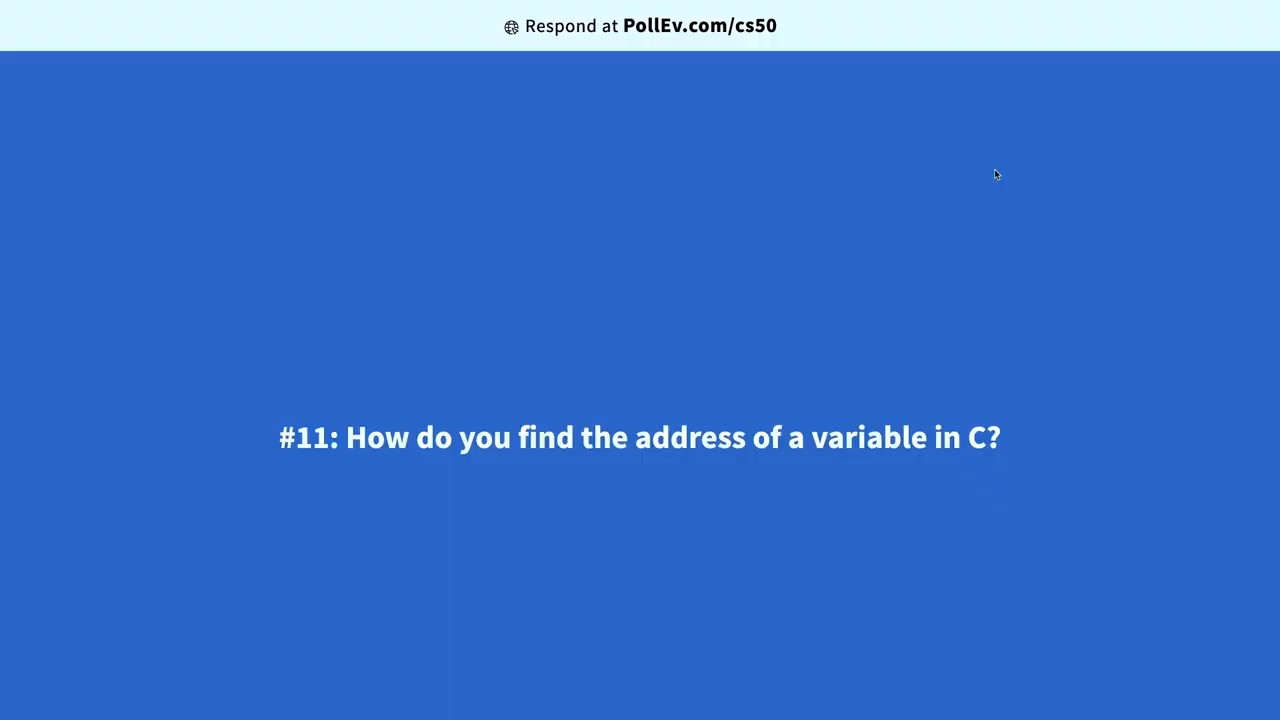 Respond at PollEv.com/cs50
#11: How do you find the address of a variable in C?